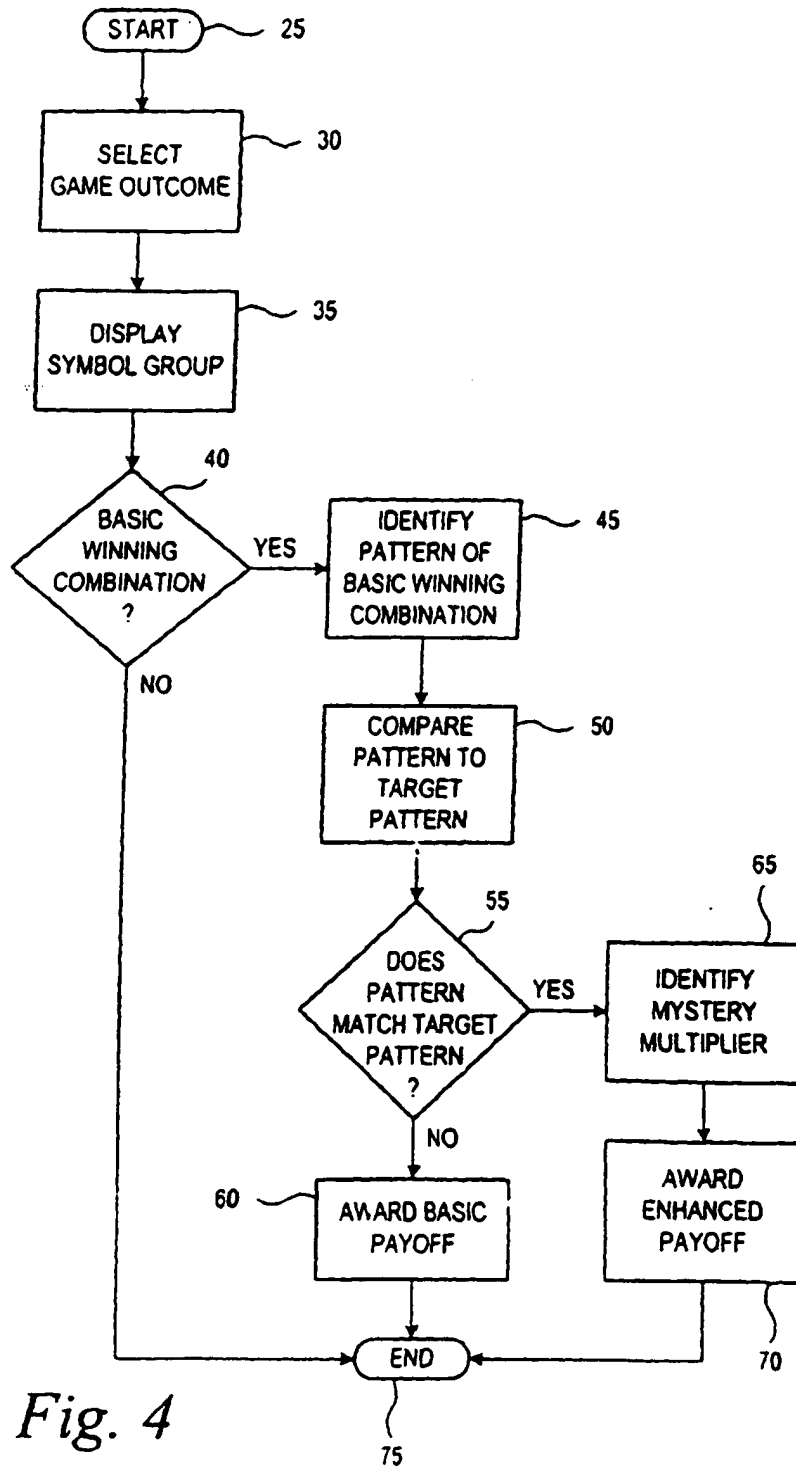 START
25
SELECT
GAME OUTCOME
30
DISPLAY
SYMBOL GROUP
35
40
BASIC
WINNING
COMBINATION
?
YES
NO
IDENTIFY
PATTERN OF
BASIC WINNING
COMBINATION
45
COMPARE
PATTERN TO
TARGET
PATTERN
50
55
DOES
PATTERN
MATCH TARGET
PATTERN
?
YES
NO
65
IDENTIFY
MYSTERY
MULTIPLIER
60
AWARD BASIC
PAYOFF
AWARD
ENHANCED
PAYOFF
70
END
75
Fig. 4